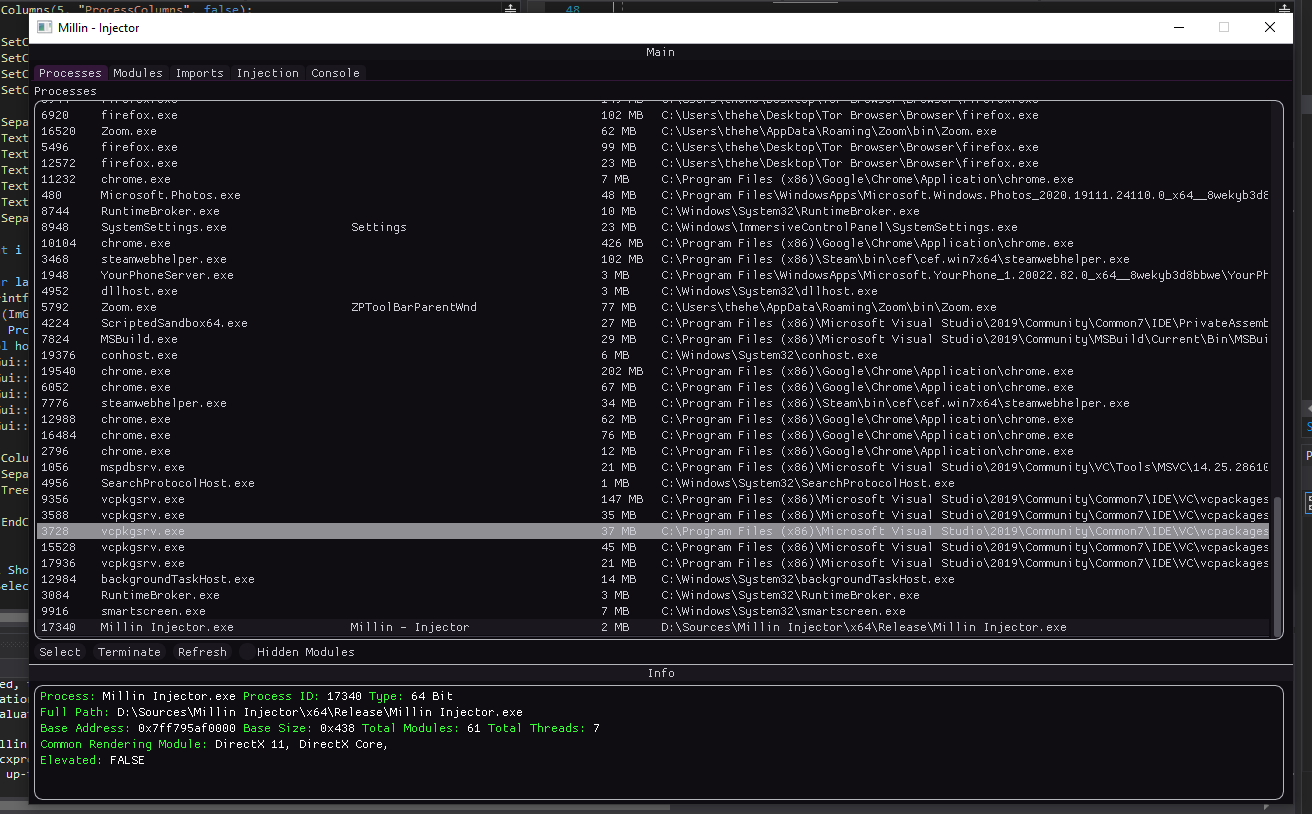 Columns(5, "ProcessColumns", false);
48
Millin - Injector
Main
Processes Modules Imports Injection Console
Processes
6920 firefox.exe 102 MB C:\Users\thehe\Desktop\Tor Browser\Browser\firefox.exe
16520 Zoom.exe 62 MB C:\Users\thehe\AppData\Roaming\Zoom\bin\Zoom.exe
5496 firefox.exe 99 MB C:\Users\thehe\Desktop\Tor Browser\Browser\firefox.exe
12572 firefox.exe 23 MB C:\Users\thehe\Desktop\Tor Browser\Browser\firefox.exe
11232 chrome.exe 7 MB C:\Program Files (x86)\Google\Chrome\Application\chrome.exe
480 Microsoft.Photos.exe 48 MB C:\Program Files\WindowsApps\Microsoft.Windows.Photos_2020.19111.24110.0_x64__8wekyb3d8
8744 RuntimeBroker.exe 10 MB C:\Windows\System32\RuntimeBroker.exe
8948 SystemSettings.exe Settings 23 MB C:\Windows\ImmersiveControlPanel\SystemSettings.exe
10104 chrome.exe 426 MB C:\Program Files (x86)\Google\Chrome\Application\chrome.exe
3468 steamwebhelper.exe 102 MB C:\Program Files (x86)\Steam\bin\cef\cef.win7x64\steamwebhelper.exe
1948 YourPhoneServer.exe 3 MB C:\Program Files\WindowsApps\Microsoft.YourPhone_1.20022.82.0_x64__8wekyb3d8bbwe\YourPh
4952 dllhost.exe 3 MB C:\Windows\System32\dllhost.exe
5792 Zoom.exe ZPToolBarParentWnd 77 MB C:\Users\thehe\AppData\Roaming\Zoom\bin\Zoom.exe
4224 ScriptedSandbox64.exe 27 MB C:\Program Files (x86)\Microsoft Visual Studio\2019\Community\Common7\IDE\PrivateAssemb
7824 MSBuild.exe 29 MB C:\Program Files (x86)\Microsoft Visual Studio\2019\Community\MSBuild\Current\Bin\MSBui
19376 conhost.exe 6 MB C:\Windows\System32\conhost.exe
19540 chrome.exe 202 MB C:\Program Files (x86)\Google\Chrome\Application\chrome.exe
6052 chrome.exe 67 MB C:\Program Files (x86)\Google\Chrome\Application\chrome.exe
7776 steamwebhelper.exe 34 MB C:\Program Files (x86)\Steam\bin\cef\cef.win7x64\steamwebhelper.exe
12988 chrome.exe 62 MB C:\Program Files (x86)\Google\Chrome\Application\chrome.exe
16484 chrome.exe 76 MB C:\Program Files (x86)\Google\Chrome\Application\chrome.exe
2796 chrome.exe 12 MB C:\Program Files (x86)\Google\Chrome\Application\chrome.exe
1056 mspdbsrv.exe 21 MB C:\Program Files (x86)\Microsoft Visual Studio\2019\Community\VC\Tools\MSVC\14.25.28610
4956 SearchProtocolHost.exe 1 MB C:\Windows\System32\SearchProtocolHost.exe
9356 vcpkgsrv.exe 147 MB C:\Program Files (x86)\Microsoft Visual Studio\2019\Community\Common7\IDE\VC\vcpackages
3588 vcpkgsrv.exe 35 MB C:\Program Files (x86)\Microsoft Visual Studio\2019\Community\Common7\IDE\VC\vcpackages
3728 vcpkgsrv.exe 37 MB C:\Program Files (x86)\Microsoft Visual Studio\2019\Community\Common7\IDE\VC\vcpackages
15528 vcpkgsrv.exe 45 MB C:\Program Files (x86)\Microsoft Visual Studio\2019\Community\Common7\IDE\VC\vcpackages
17936 vcpkgsrv.exe 21 MB C:\Program Files (x86)\Microsoft Visual Studio\2019\Community\Common7\IDE\VC\vcpackages
12984 backgroundTaskHost.exe 14 MB C:\Windows\System32\backgroundTaskHost.exe
3084 RuntimeBroker.exe 3 MB C:\Windows\System32\RuntimeBroker.exe
9916 smartscreen.exe 7 MB C:\Windows\System32\smartscreen.exe
17340 Millin Injector.exe Millin - Injector 2 MB D:\Sources\Millin Injector\x64\Release\Millin Injector.exe
Select Terminate Refresh Hidden Modules
Info
Process: Millin Injector.exe Process ID: 17340 Type: 64 Bit
Full Path: D:\Sources\Millin Injector\x64\Release\Millin Injector.exe
Base Address: 0x7ff795af0000 Base Size: 0x438 Total Modules: 61 Total Threads: 7
Common Rendering Module: DirectX 11, DirectX Core,
Elevated: FALSE